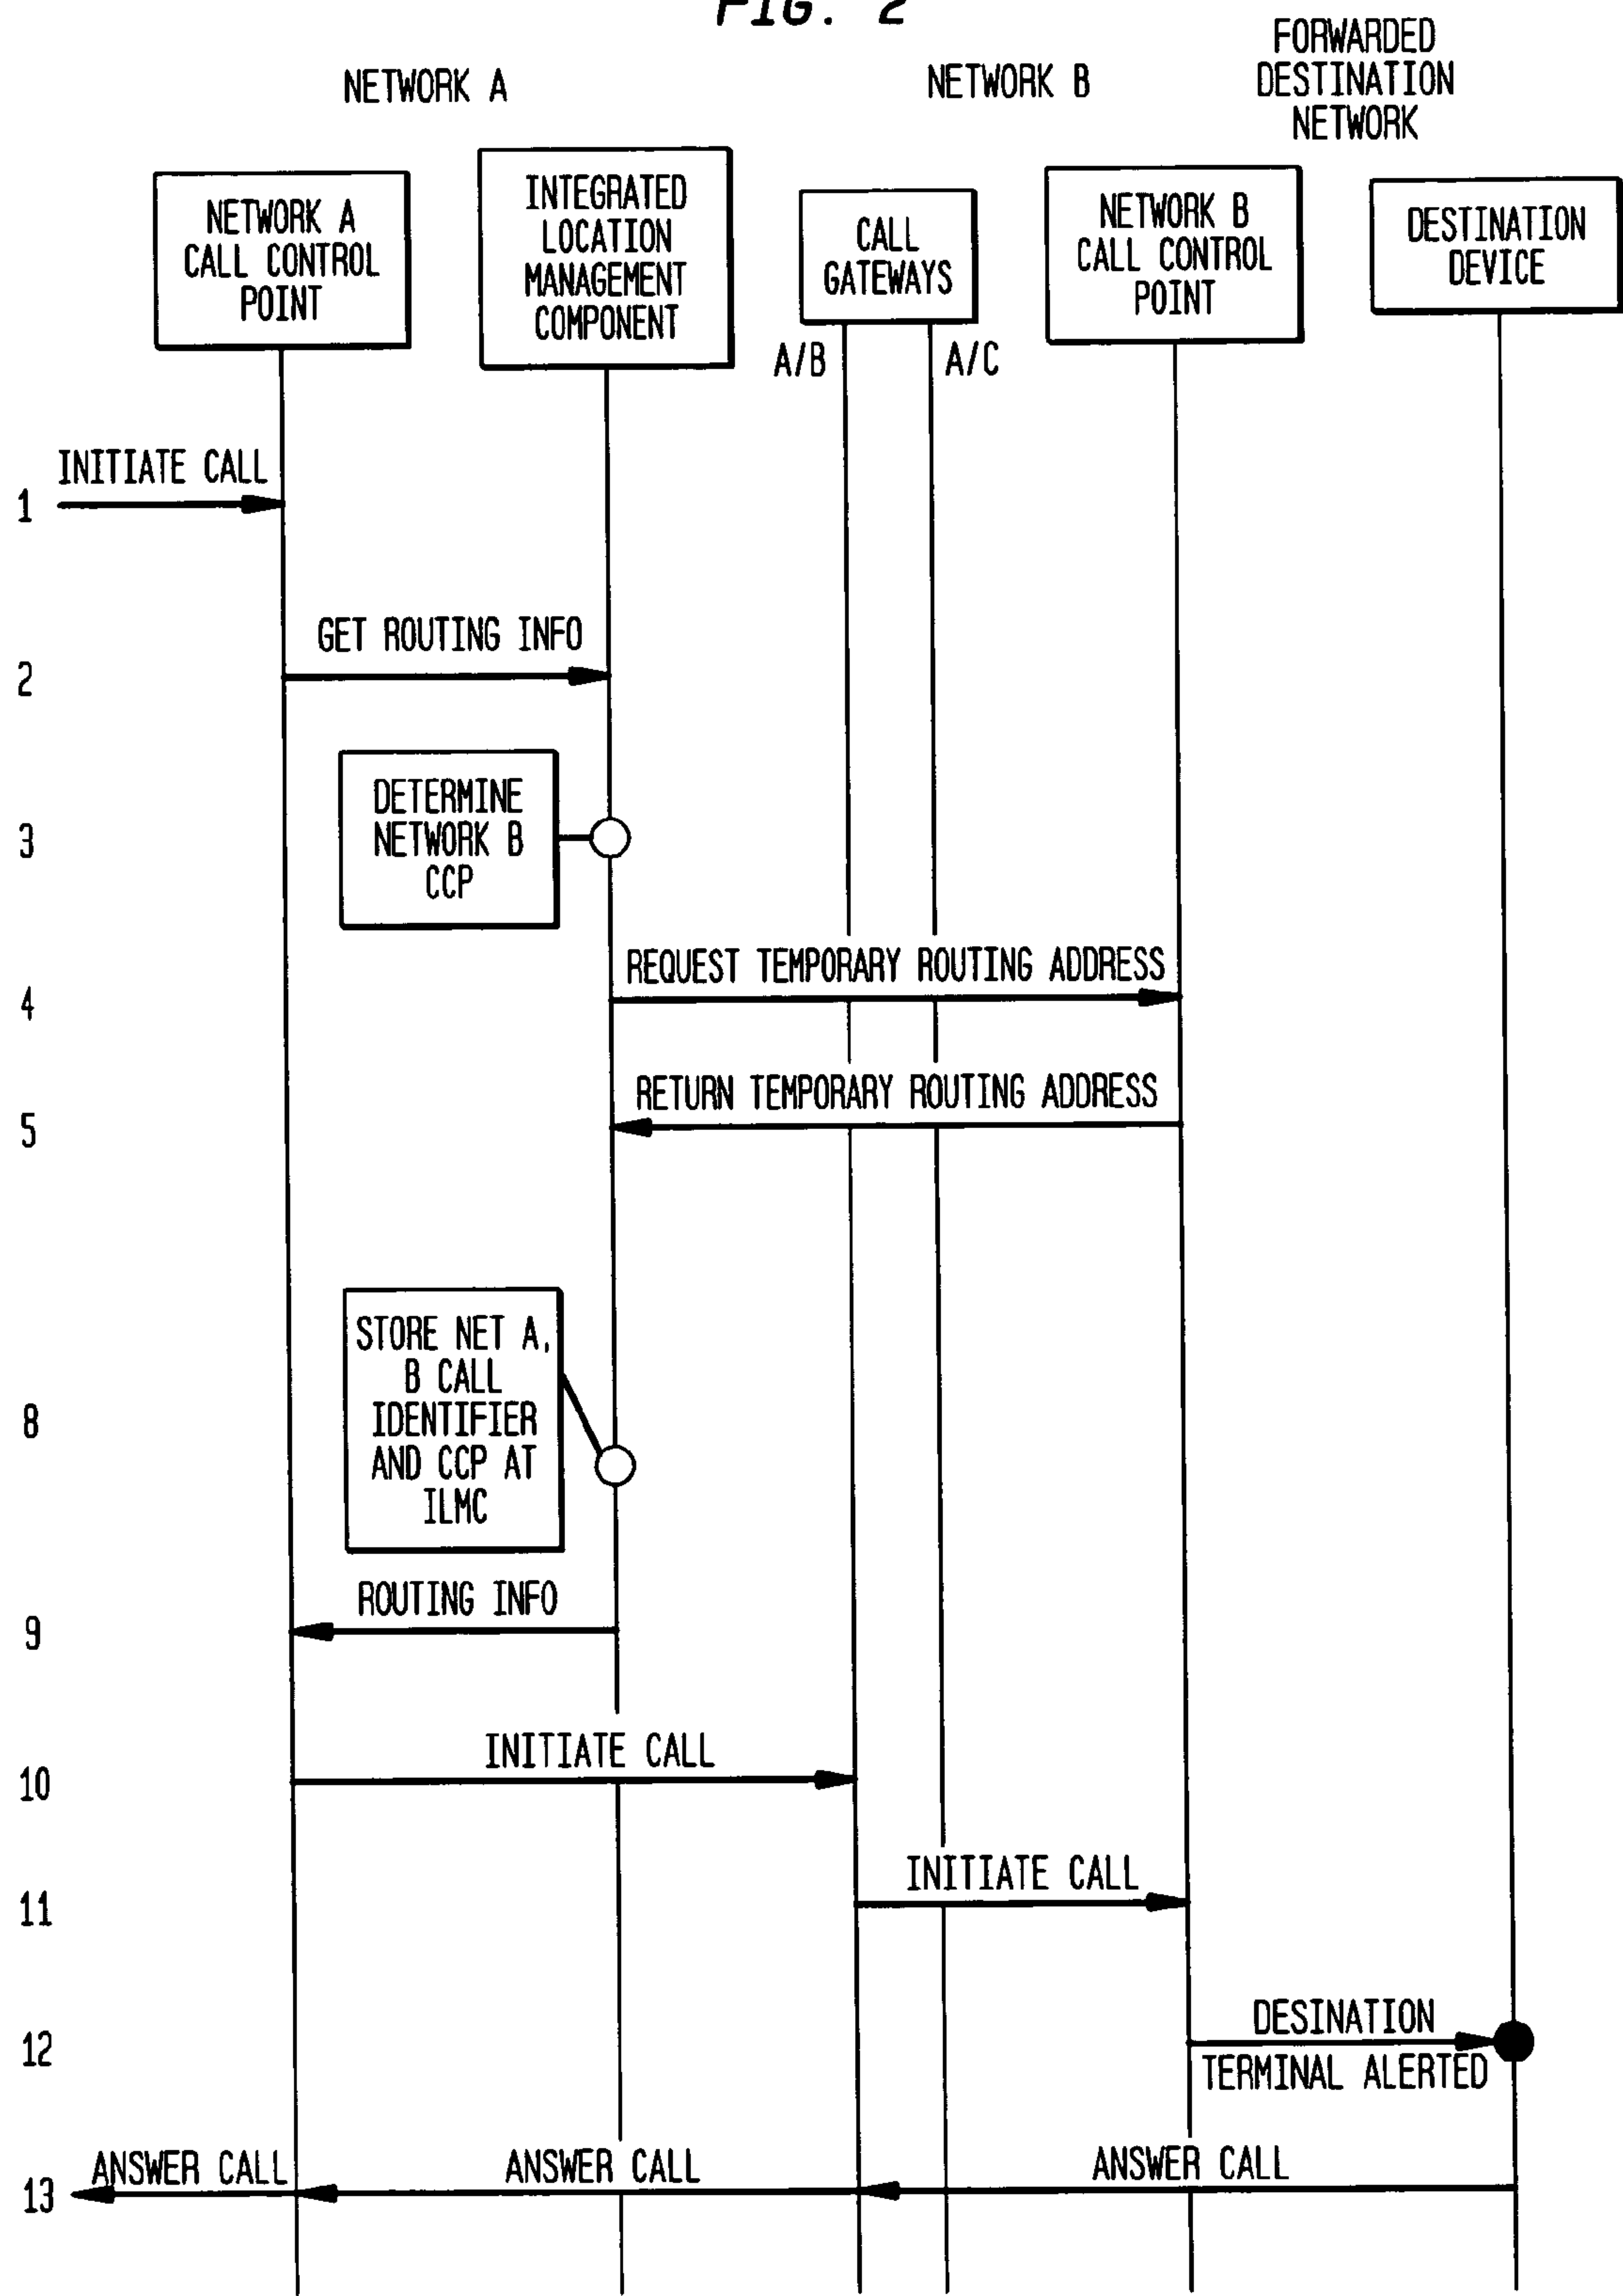 FIG. 2
NETWORK A
NETWORK B
FORWARDED
DESTINATION
NETWORK
NETWORK A
CALL CONTROL
POINT
INTEGRATED
LOCATION
MANAGEMENT
COMPONENT
CALL
GATEWAYS
NETWORK B
CALL CONTROL
POINT
DESTINATION
DEVICE
A/B
A/C
INITIATE CALL
1
GET ROUTING INFO
2
DETERMINE
NETWORK B
CCP
3
REQUEST TEMPORARY ROUTING ADDRESS
4
RETURN TEMPORARY ROUTING ADDRESS
5
STORE NET A,
B CALL
IDENTIFIER
AND CCP AT
ILMC
8
ROUTING INFO
9
INITIATE CALL
10
INITIATE CALL
11
DESINATION
TERMINAL ALERTED
12
ANSWER CALL
ANSWER CALL
ANSWER CALL
13